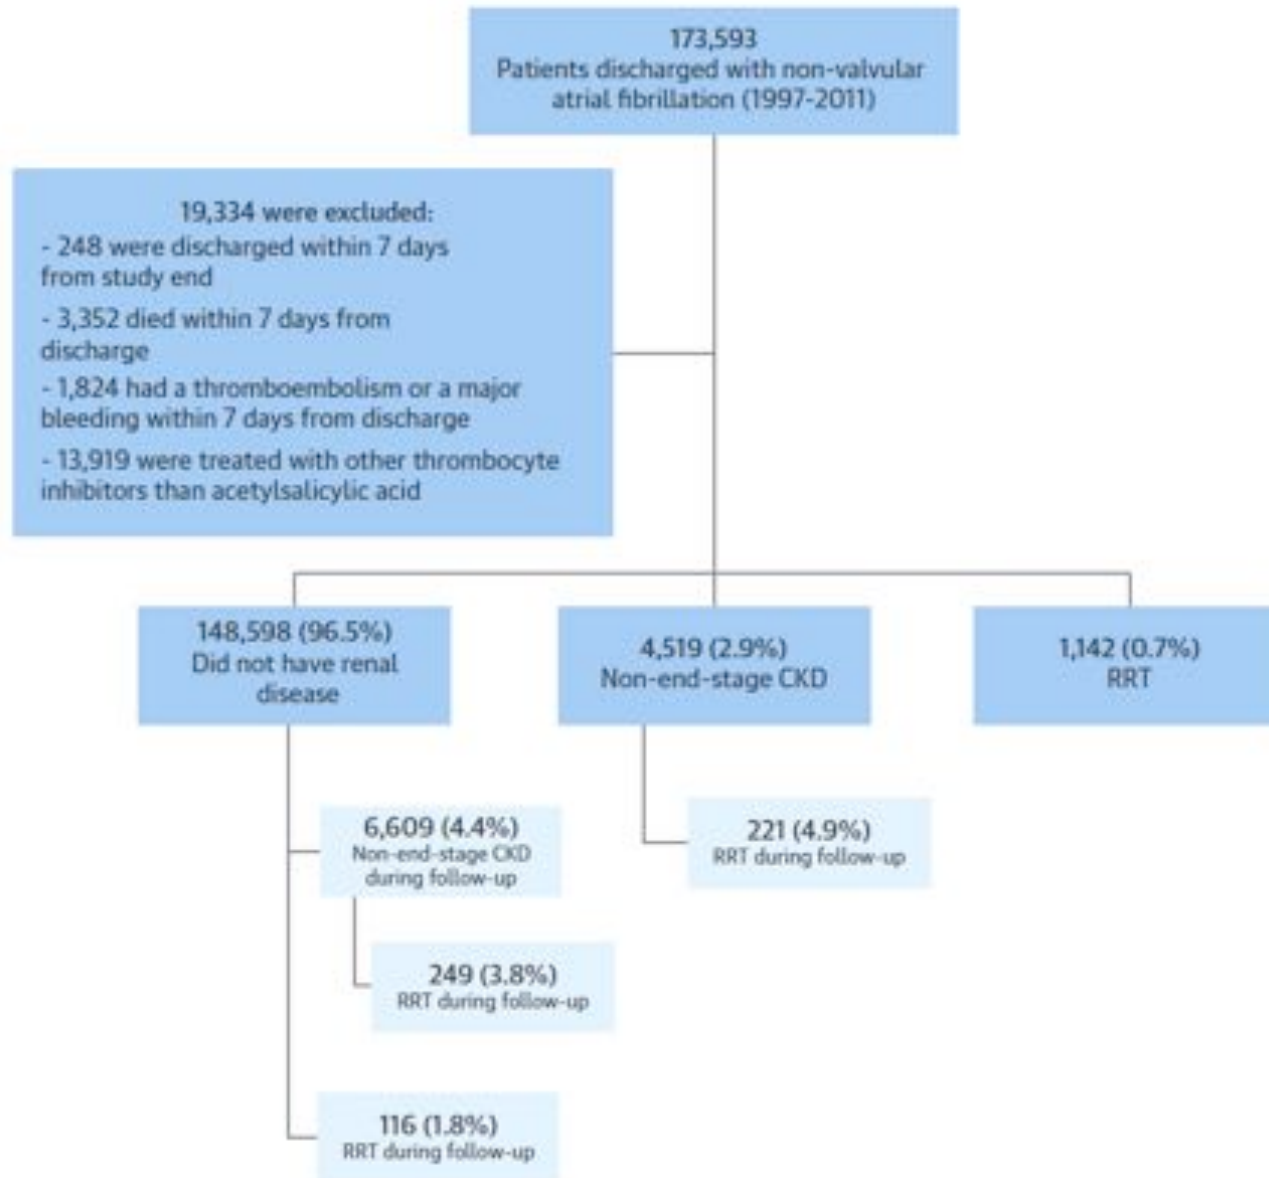 173,593
Patients discharged with non-valvular
atrial fibrillation (1997-2011)
19,334 were excluded:
- 248 were discharged within 7 days
from study end
- 3,352 died within 7 days from
discharge
- 1,824 had a thromboembolism or a major
bleeding within 7 days from discharge
- 13,919 were treated with other thrombocyte
inhibitors than acetylsalicylic acid
148,598 (96.5%)
Did not have renal
disease
4,519 (2.9%)
Non-end-stage CKD
1,142 (0.7%)
RRT
6,609 (4.4%)
Non-end-stage CKD
during follow-up
221 (4.9%)
RRT during follow-up
249 (3.8%)
RRT during follow-up
116 (1.8%)
RRT during follow-up